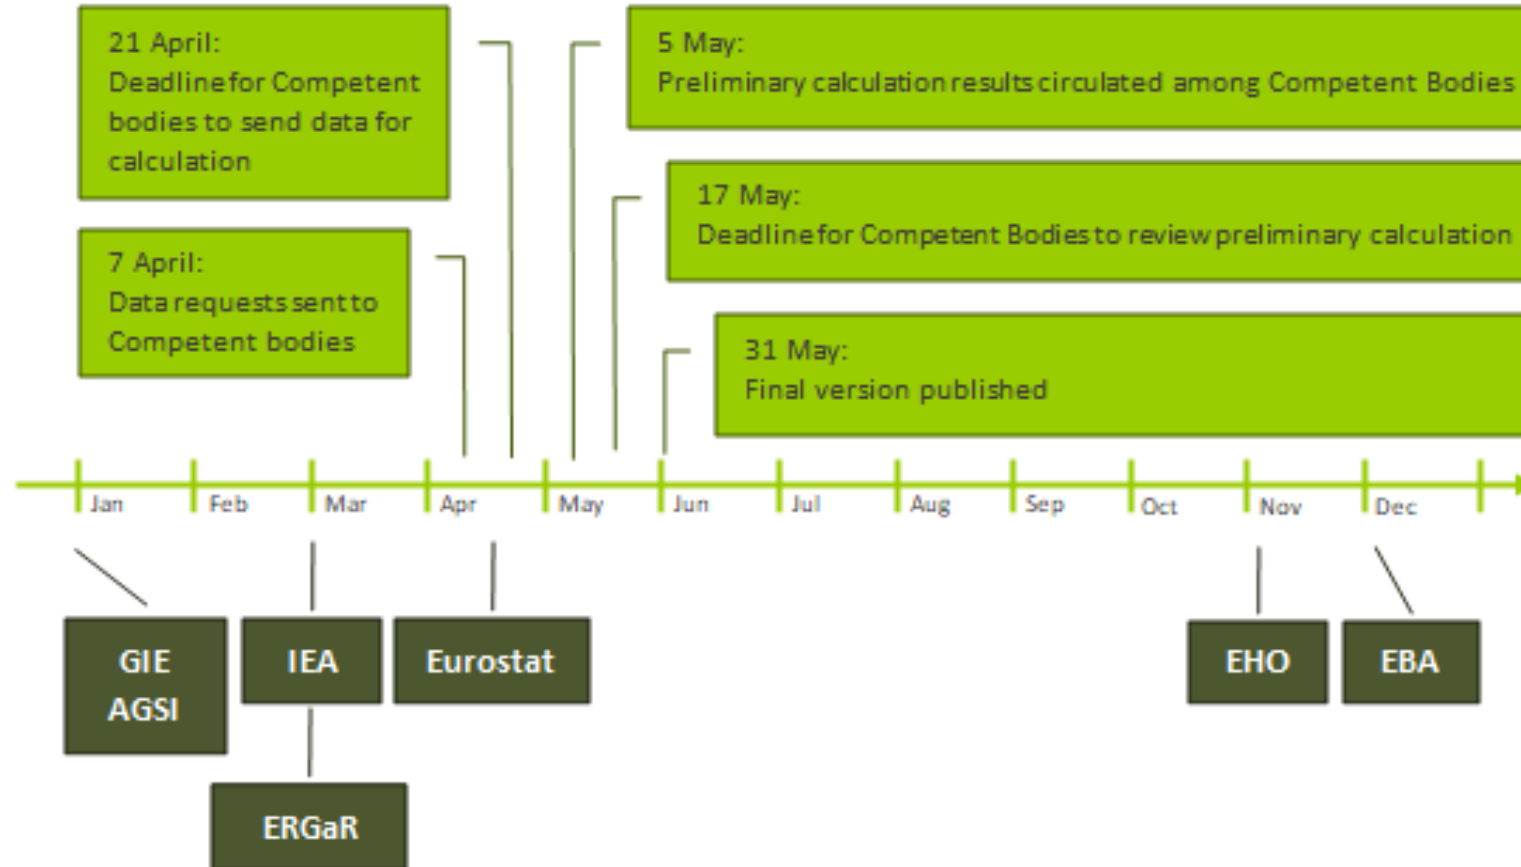 21 April:
Deadline for Competent
bodies to send data for
calculation
5 May:
Preliminary calculation results circulated among Competent Bodies
17 May:
Deadline for Competent Bodies to review preliminary calculation
7 April:
Data requests sent to
Competent bodies
31 May:
Final version published
Jan Feb Mar Apr May Jun Jul Aug Sep Oct Nov Dec
GIE
AGSI
IEA
Eurostat
EHO
EBA
ERGaR